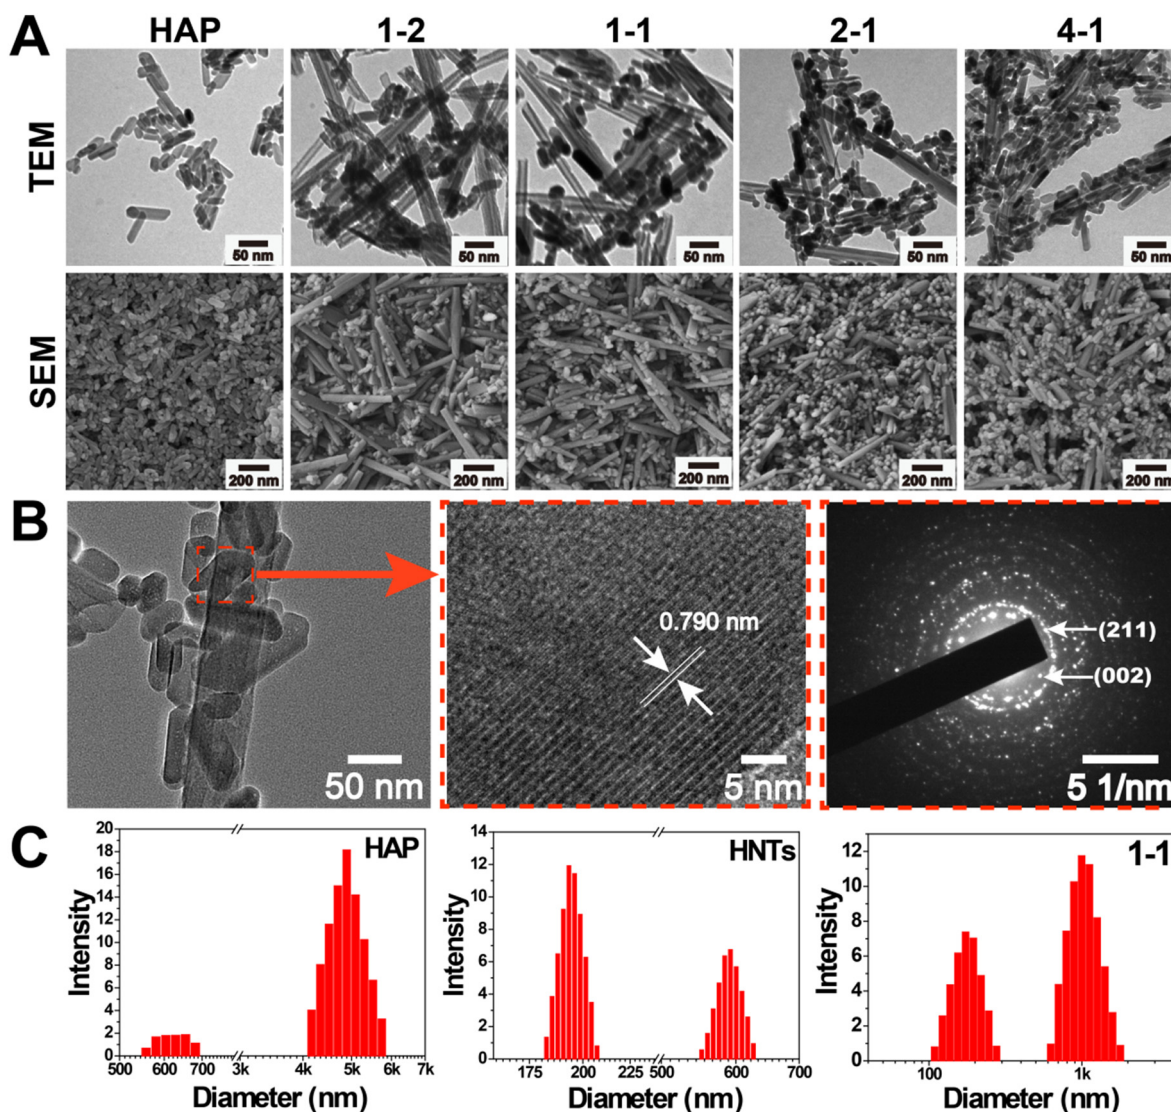 A
HAP 1-2 1-1 2-1 4-1
TEM
50 nm 50 nm 50 nm 50 nm 50 nm
SEM
200 nm 200 nm 200 nm 200 nm 200 nm
B
0.790 nm
(211)
(002)
50 nm 5 nm 5 1/nm
C
HAP
Intensity
20
18
16
14
12
10
8
6
4
2
0
500 600 700 3k 4k 5k 6k 7k
Diameter (nm)
HNTs
Intensity
14
12
10
8
6
4
2
0
175 200 225 500 600 700
Diameter (nm)
1-1
Intensity
12
10
8
6
4
2
0
100 1k
Diameter (nm)